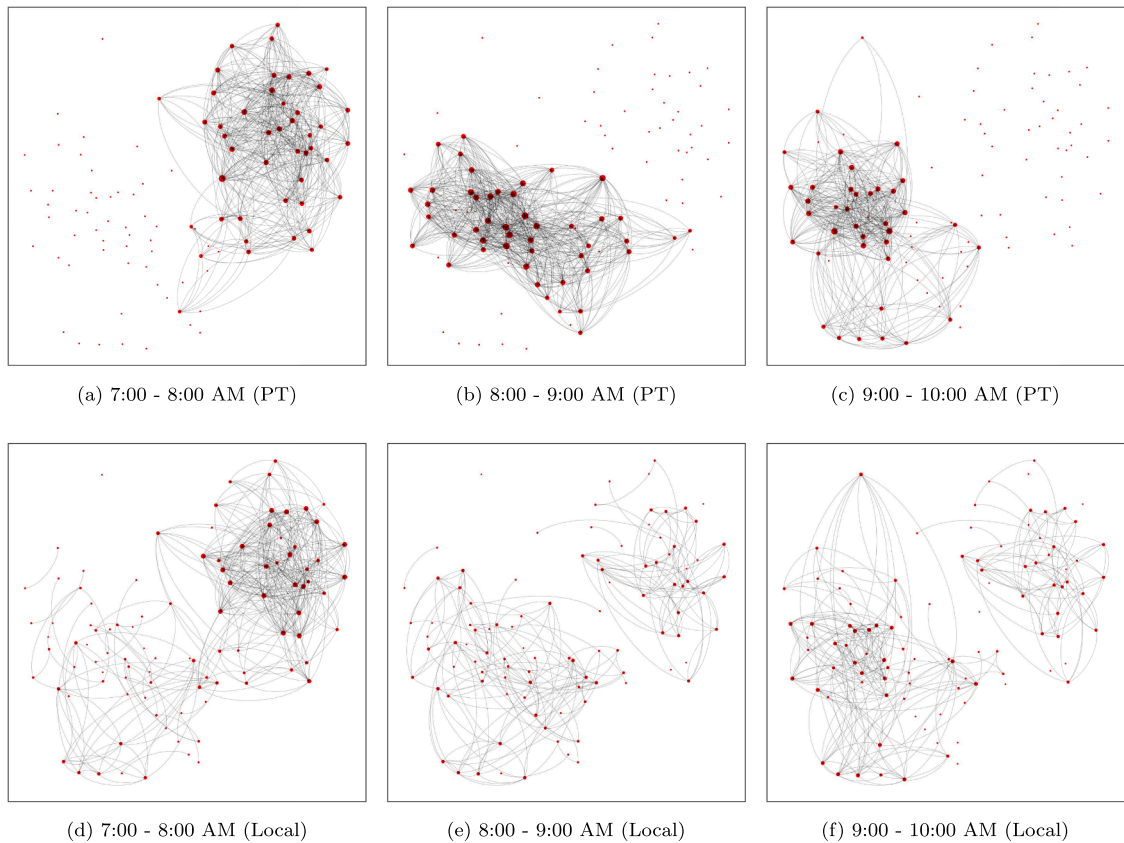 (a) 7:00 - 8:00 AM (PT)
(b) 8:00 - 9:00 AM (PT)
(c) 9:00 - 10:00 AM (PT)
(d) 7:00 - 8:00 AM (Local)
(e) 8:00 - 9:00 AM (Local)
(f) 9:00 - 10:00 AM (Local)